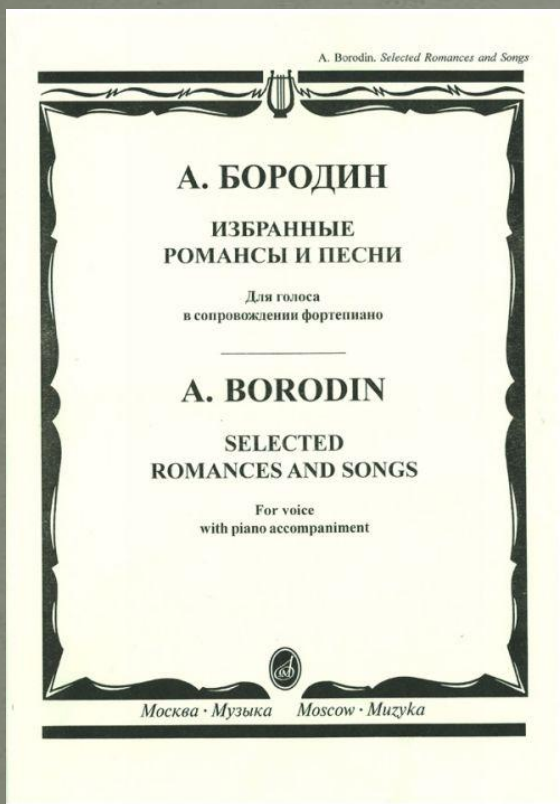 A. Borodin. Selected Romances and Songs
А. БОРОДИН
ИЗБРАННЫЕ
РОМАНСЫ И ПЕСНИ
Для голоса
в сопровождении фортепиано
A. BORODIN
SELECTED
ROMANCES AND SONGS
For voice
with piano accompaniment
Москва · Музыка Moscow · Muzyka